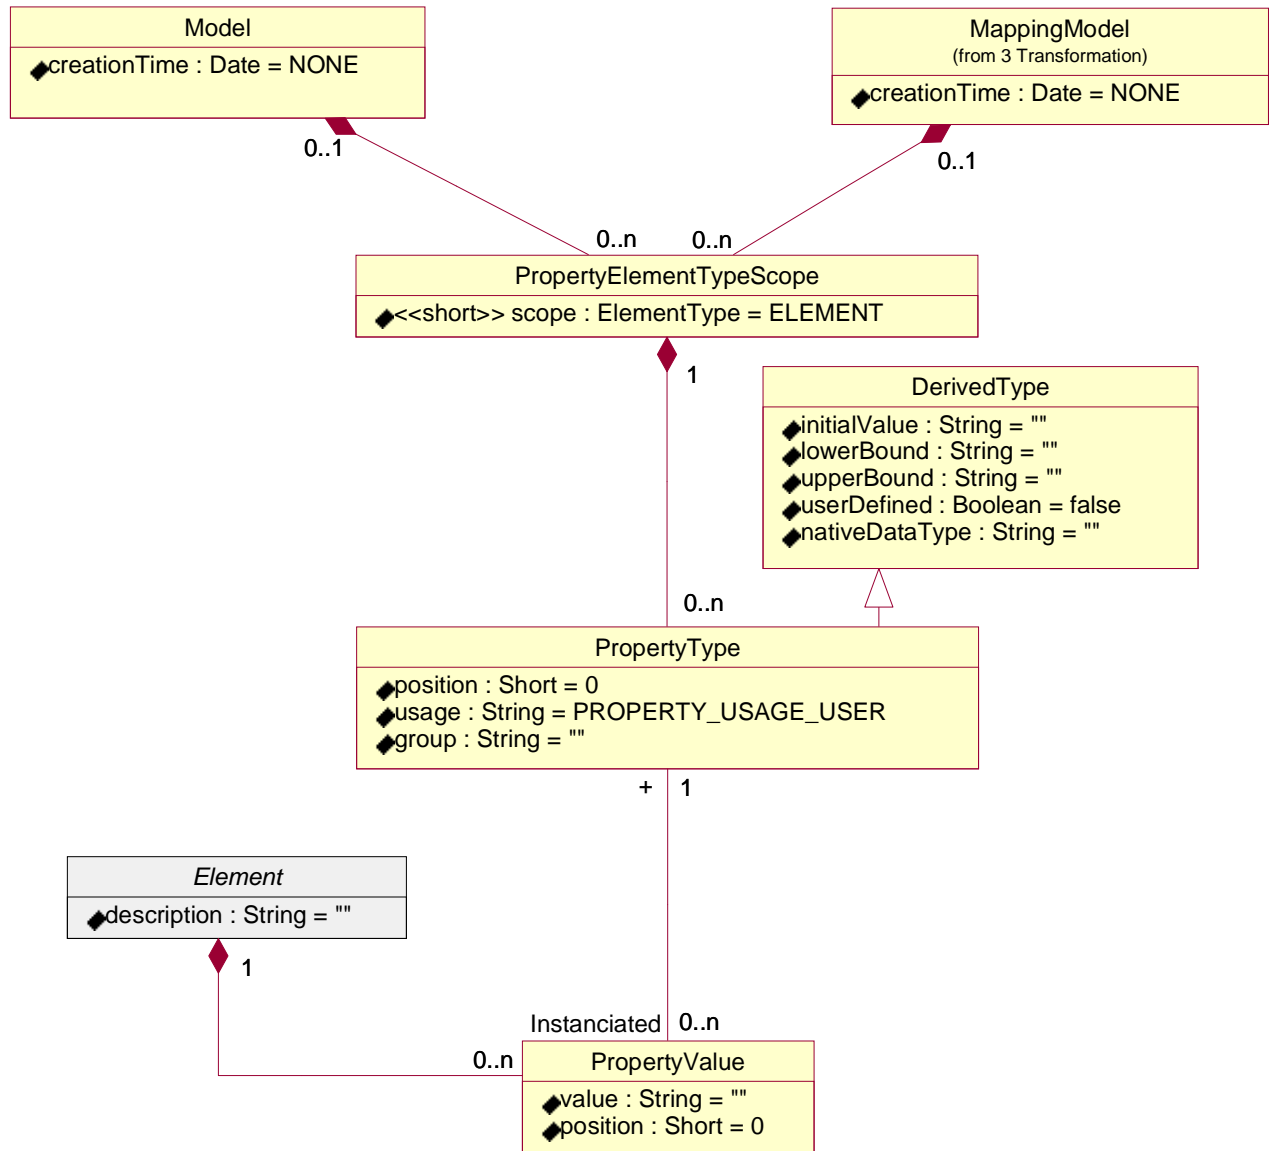 Model
creationTime : Date = NONE
MappingModel
(from 3 Transformation)
creationTime : Date = NONE
0..1
0..1
0..n
0..n
PropertyElementTypeScope
<<short>> scope : ElementType = ELEMENT
1
DerivedType
initialValue : String = ""
lowerBound : String = ""
upperBound : String = ""
userDefined : Boolean = false
nativeDataType : String = ""
0..n
PropertyType
position : Short = 0
usage : String = PROPERTY_USAGE_USER
group : String = ""
+ 1
Element
description : String = ""
1
Instanciated 0..n
0..n
PropertyValue
value : String = ""
position : Short = 0